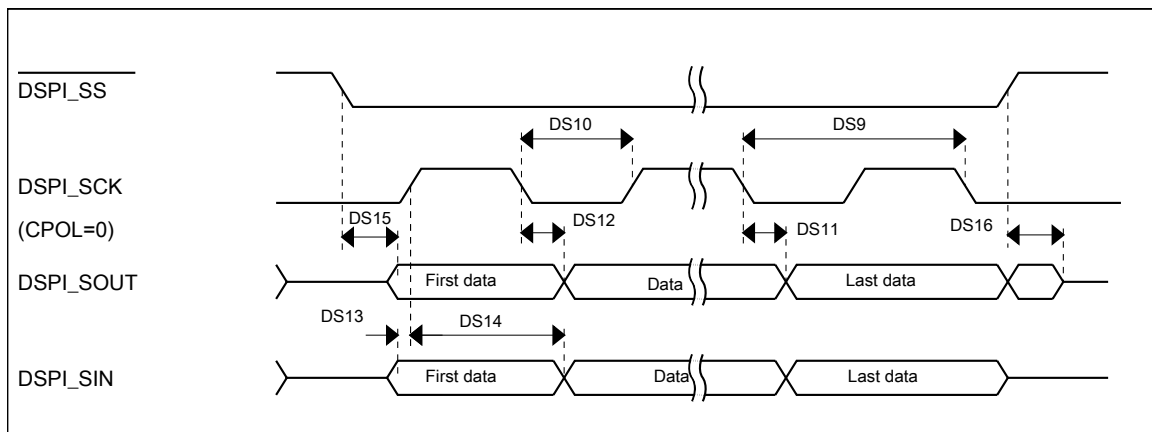 DSPI_SS
DS10
DS9
DSPI_SCK
DS15
DS12
DS11
DS16
(CPOL=0)
First data
Data
Last data
DSPI_SOUT
DS13
DS14
DSPI_SIN
First data
Data
Last data